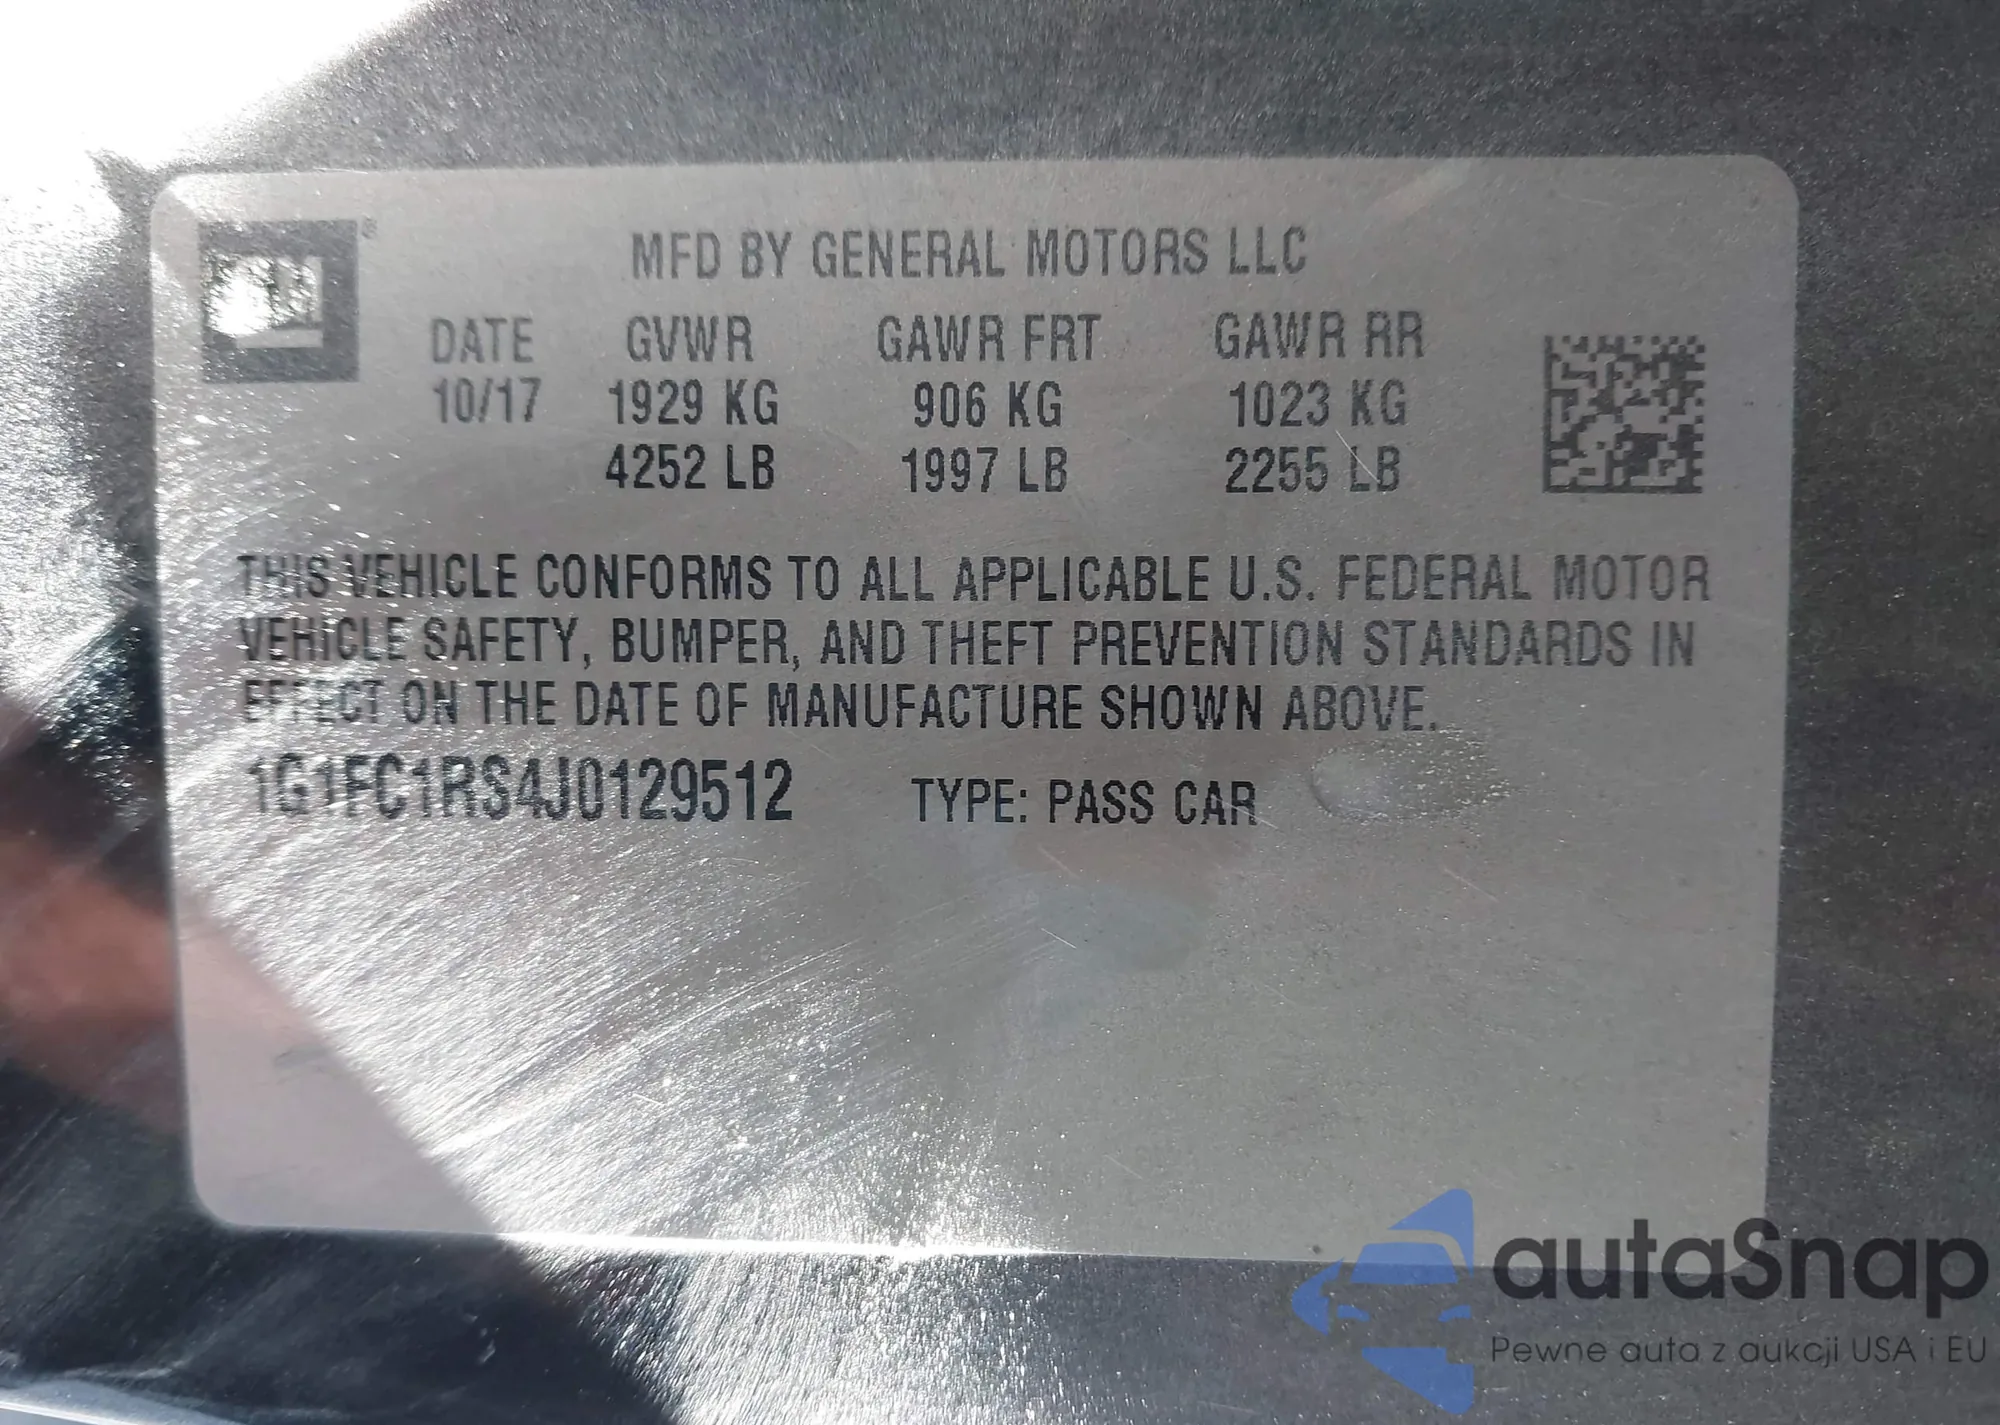 GM
MFD BY GENERAL MOTORS LLC
DATE GVWR GAWR FRT GAWR RR
10/17 1929 KG 906 KG 1023 KG
4252 LB 1997 LB 2255 LB
THIS VEHICLE CONFORMS TO ALL APPLICABLE U.S. FEDERAL MOTOR
VEHICLE SAFETY, BUMPER, AND THEFT PREVENTION STANDARDS IN
EFFECT ON THE DATE OF MANUFACTURE SHOWN ABOVE.
1G1FC1RS4J0129512 TYPE: PASS CAR
autaSnap
Pewne auta z aukcji USA i EU